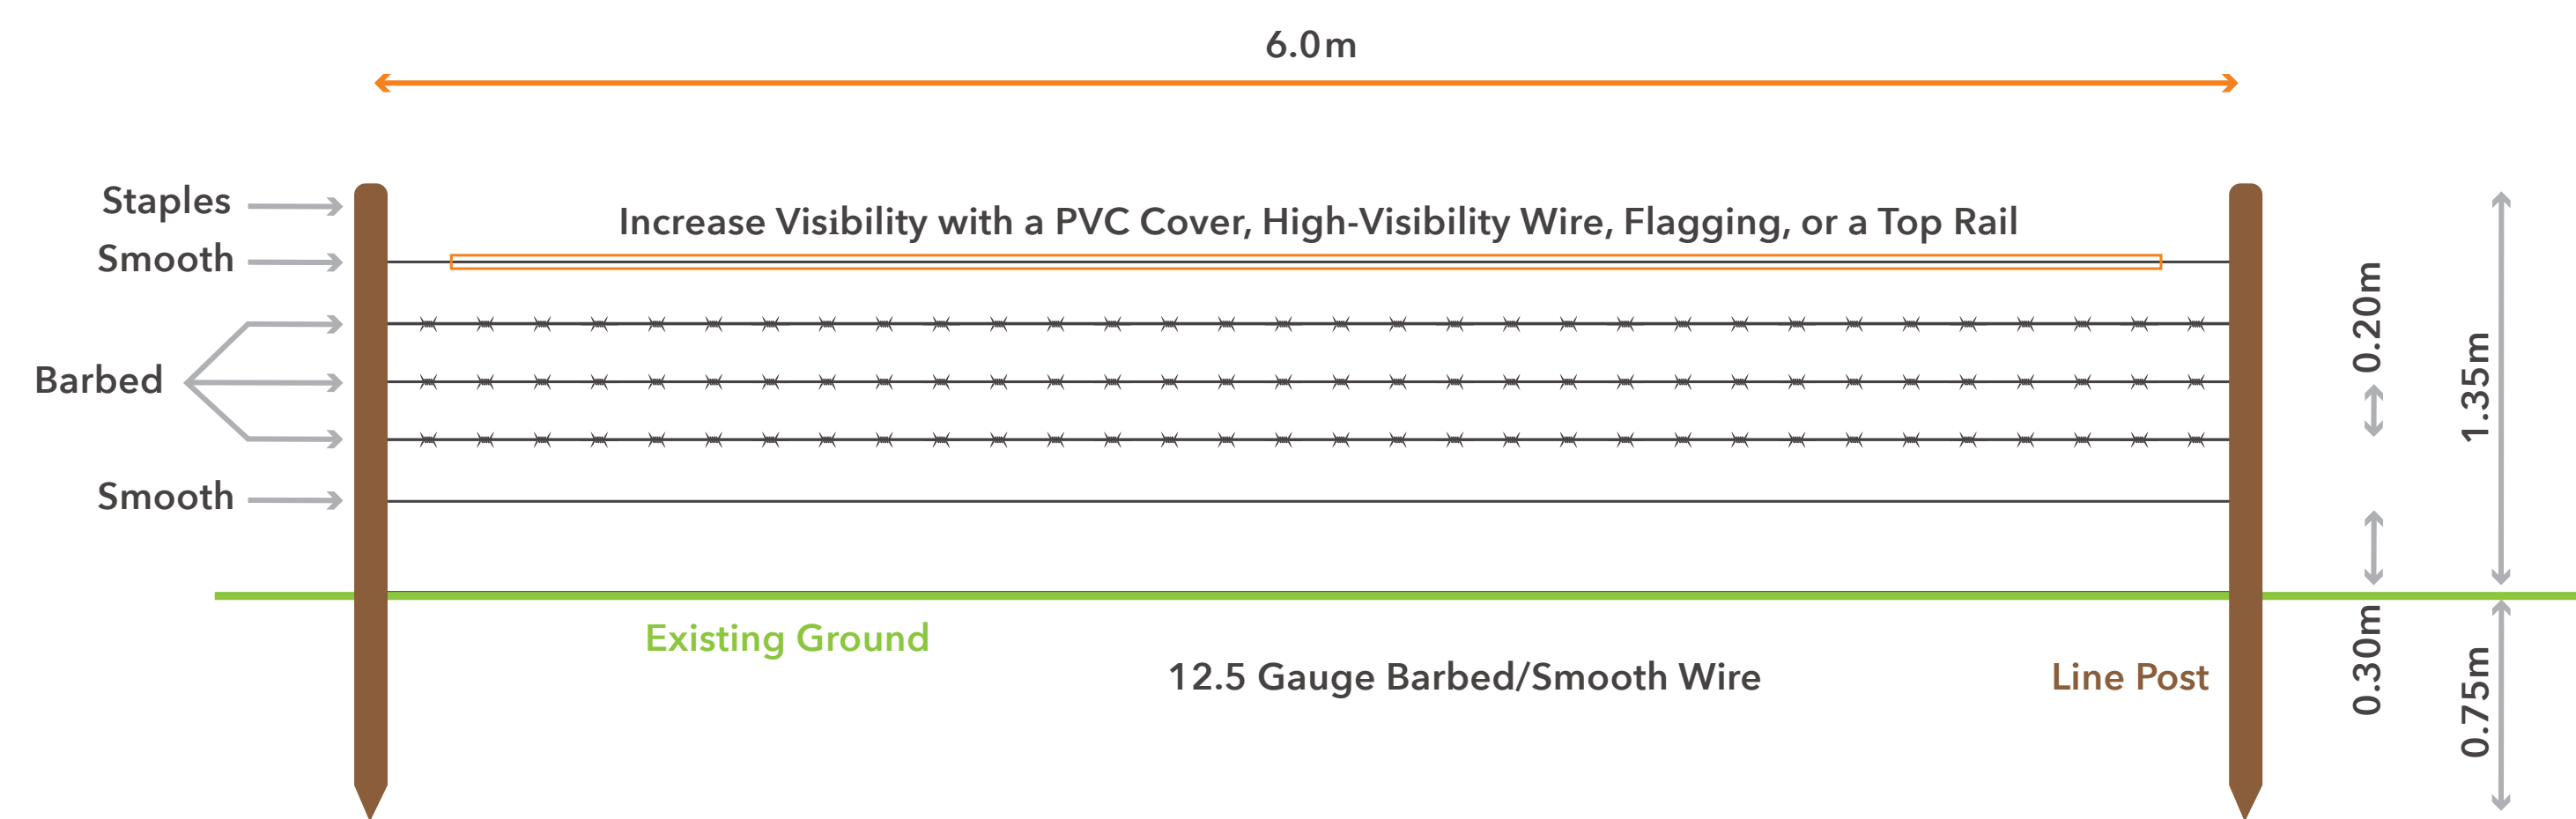 6.0m
Staples
Increase Visibility with a PVC Cover, High-Visibility Wire, Flagging, or a Top Rail
Smooth
0.20m
Barbed
1.35m
Smooth
Existing Ground
12.5 Gauge Barbed/Smooth Wire
Line Post
0.30m
0.75m